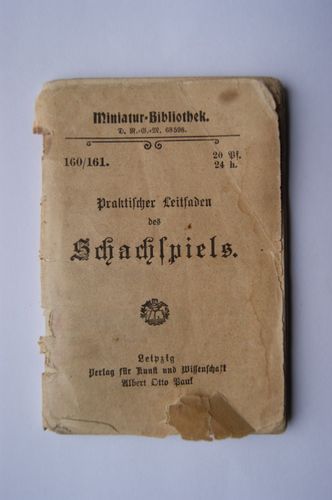 Miniatur-Bibliothek.
D. R.-G.-M. 68596.
160/161.
20 Pf.
24 h.
Praktischer Leitfaden
des
Schachspiels.
Leipzig
Verlag für Kunst und Wissenschaft
Albert Otto Paul